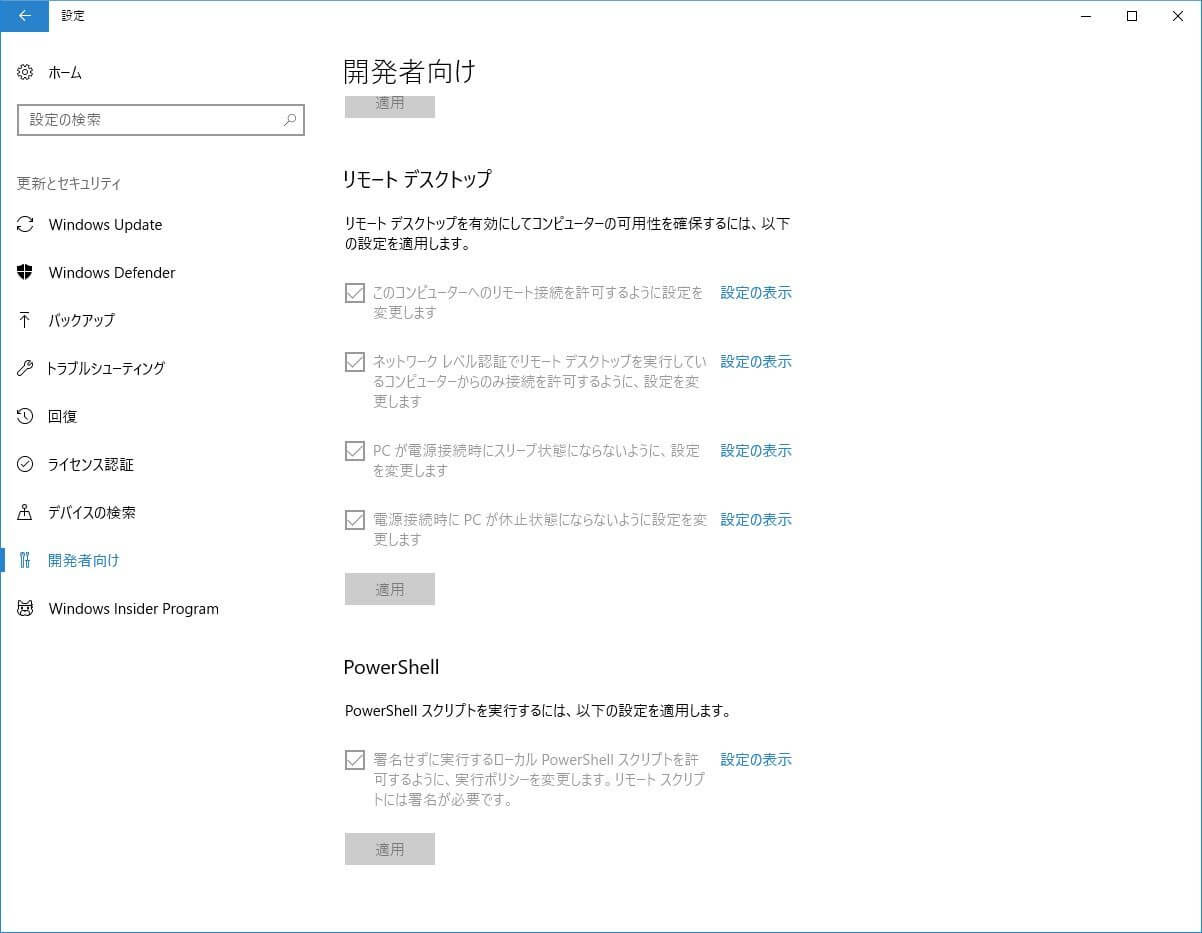 設定
ホーム
設定の検索
更新とセキュリティ
Windows Update
Windows Defender
バックアップ
トラブルシューティング
回復
ライセンス認証
デバイスの検索
開発者向け
Windows Insider Program
開発者向け
適用
リモート デスクトップ
リモート デスクトップを有効にしてコンピューターの可用性を確保するには、以下
の設定を適用します。
このコンピューターへのリモート接続を許可するように設定を 設定の表示
変更します
ネットワーク レベル認証でリモート デスクトップを実行してい 設定の表示
るコンピューターからのみ接続を許可するように、設定を変
更します
PC が電源接続時にスリープ状態にならないように、設定 設定の表示
を変更します
電源接続時に PC が休止状態にならないように設定を変 設定の表示
更します
適用
PowerShell
PowerShell スクリプトを実行するには、以下の設定を適用します。
署名せずに実行するローカル PowerShell スクリプトを許 設定の表示
可するように、実行ポリシーを変更します。リモート スクリプ
トには署名が必要です。
適用